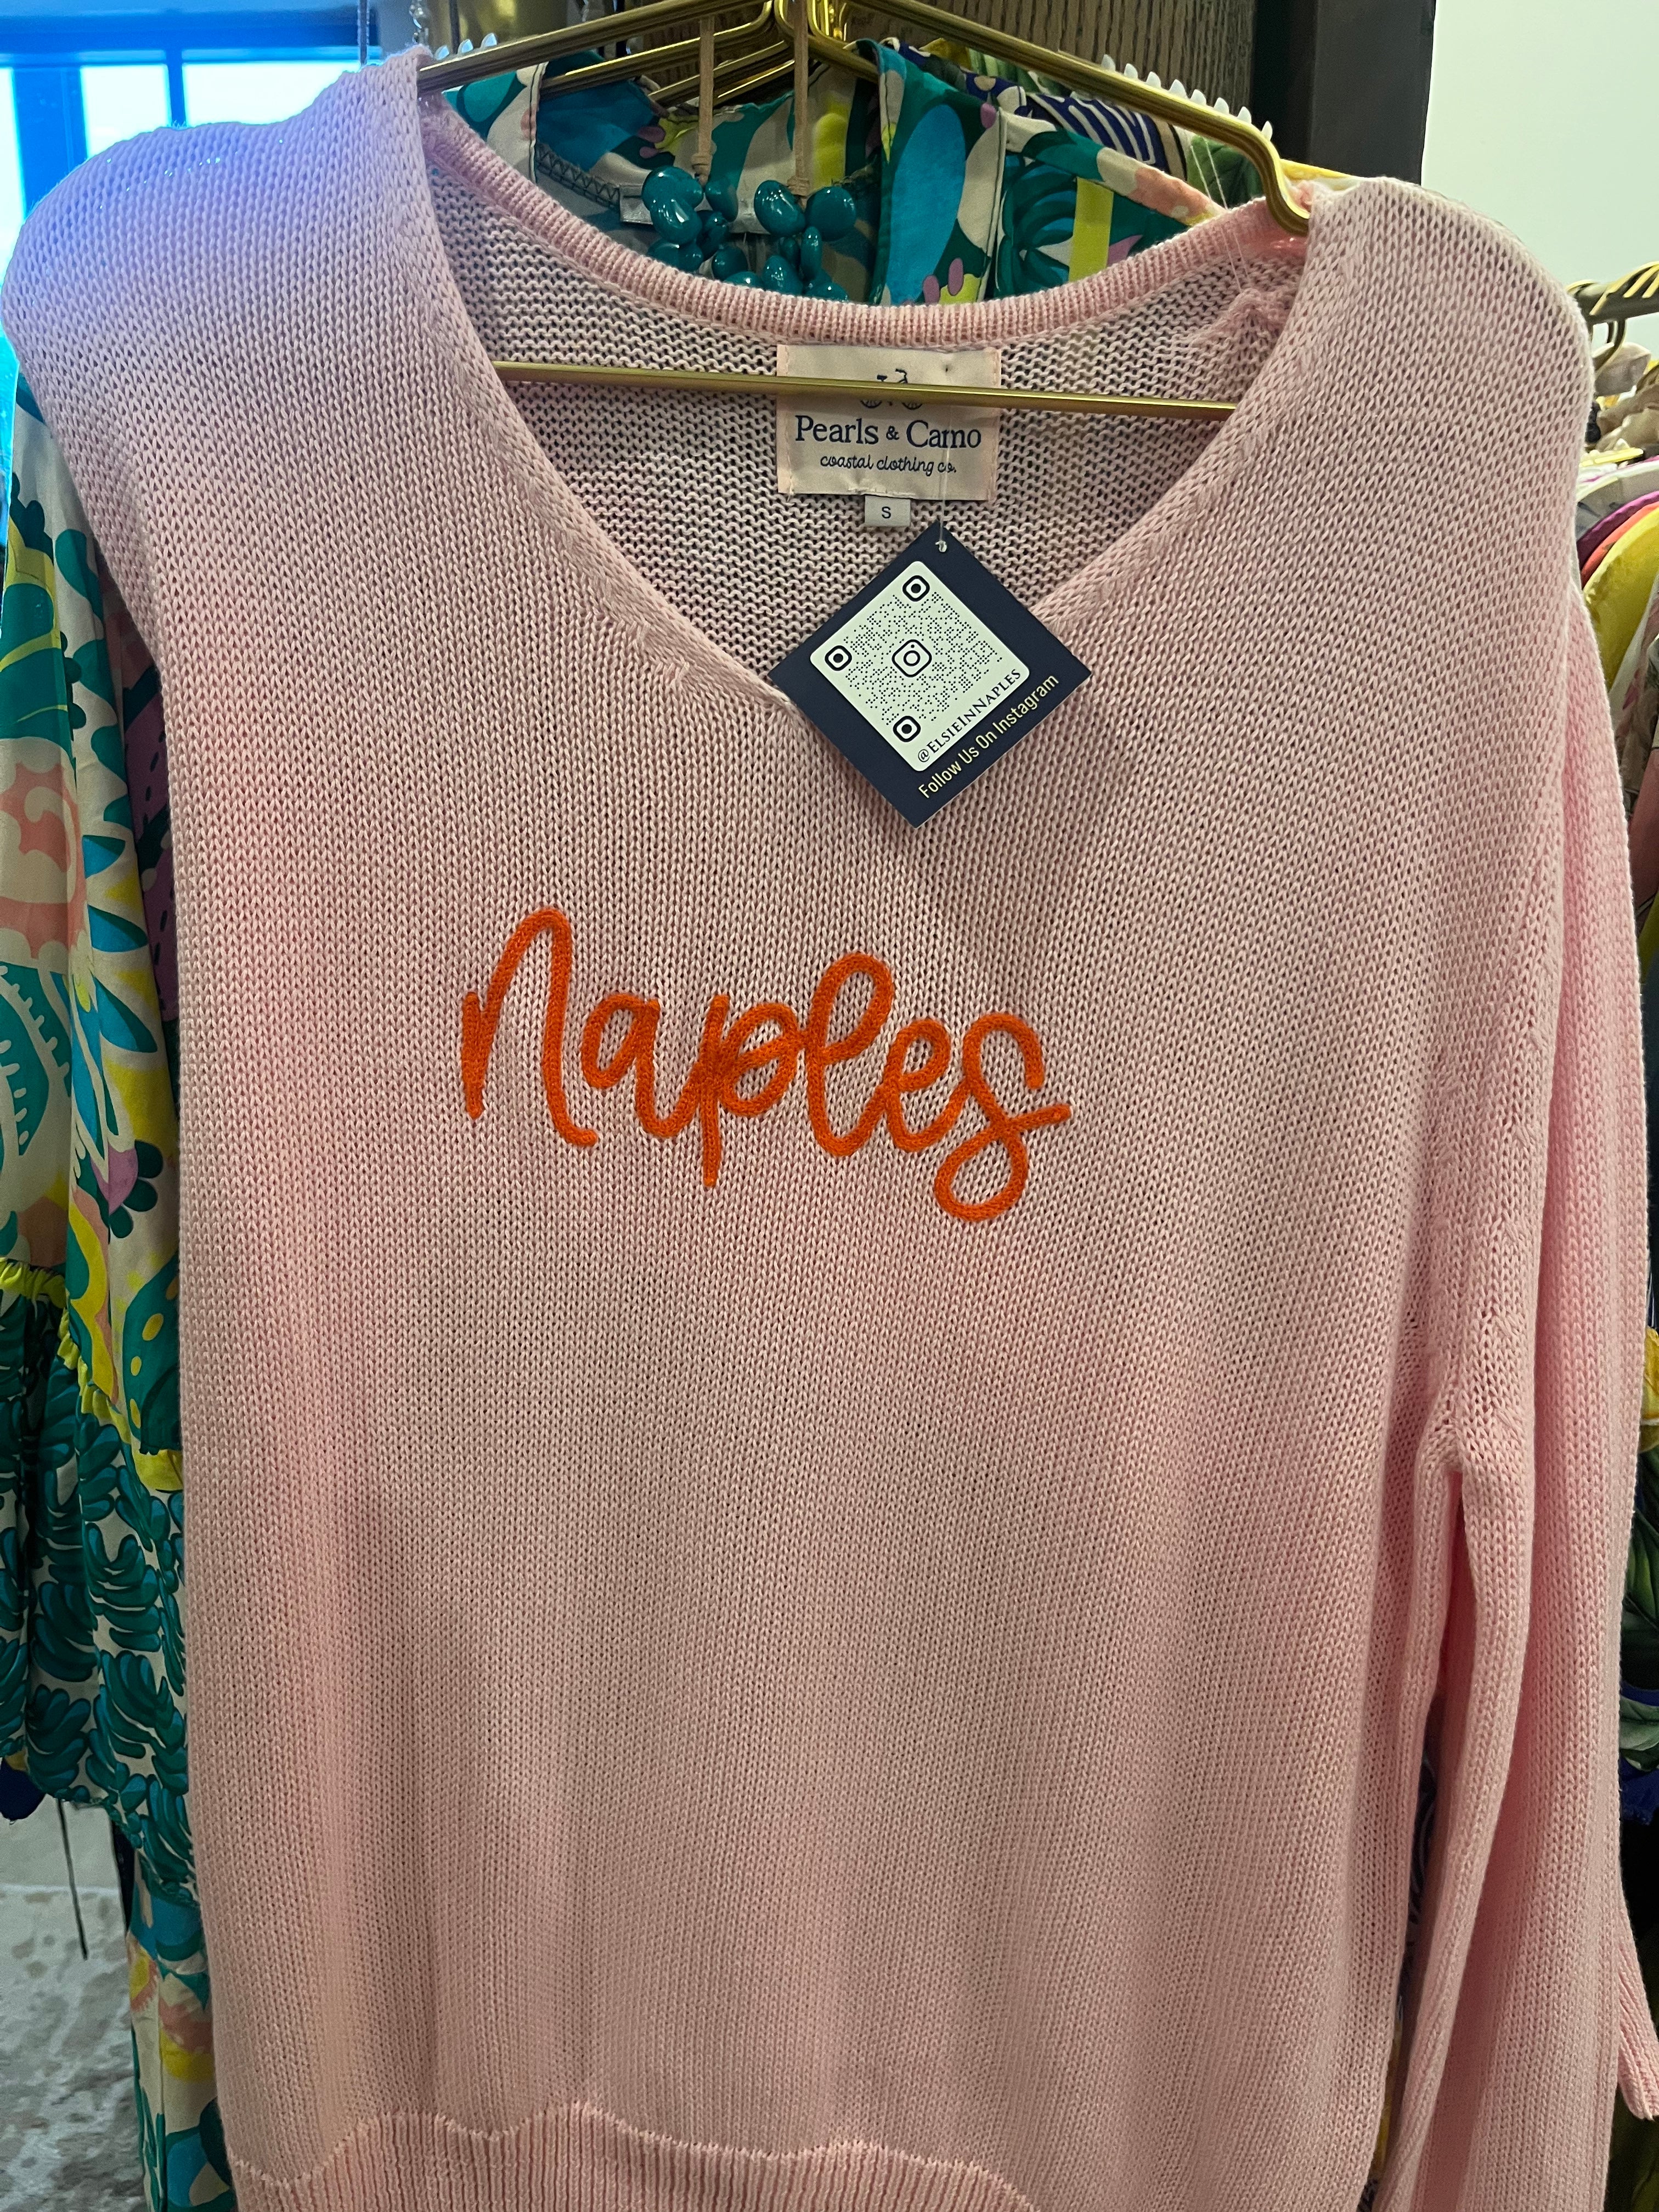 Pearls & Camo
coastal clothing co.
S
@ELSIEINNAPLES
Follow Us On Instagram
Naples